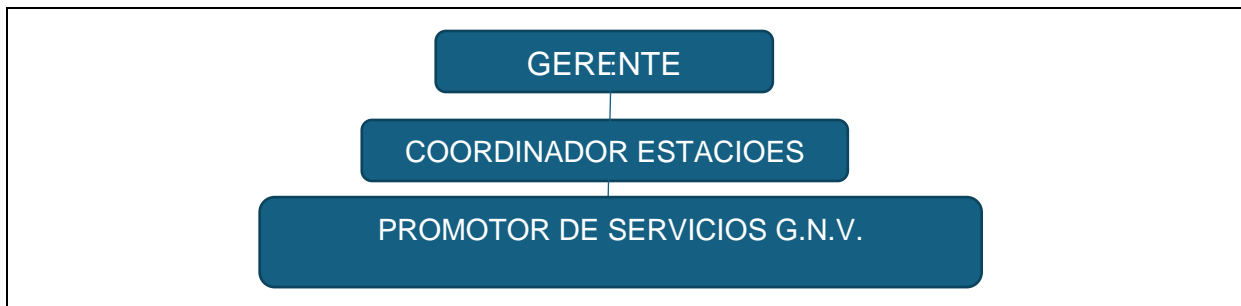 GERENTE
COORDINADOR ESTACIOES
PROMOTOR DE SERVICIOS G.N.V.